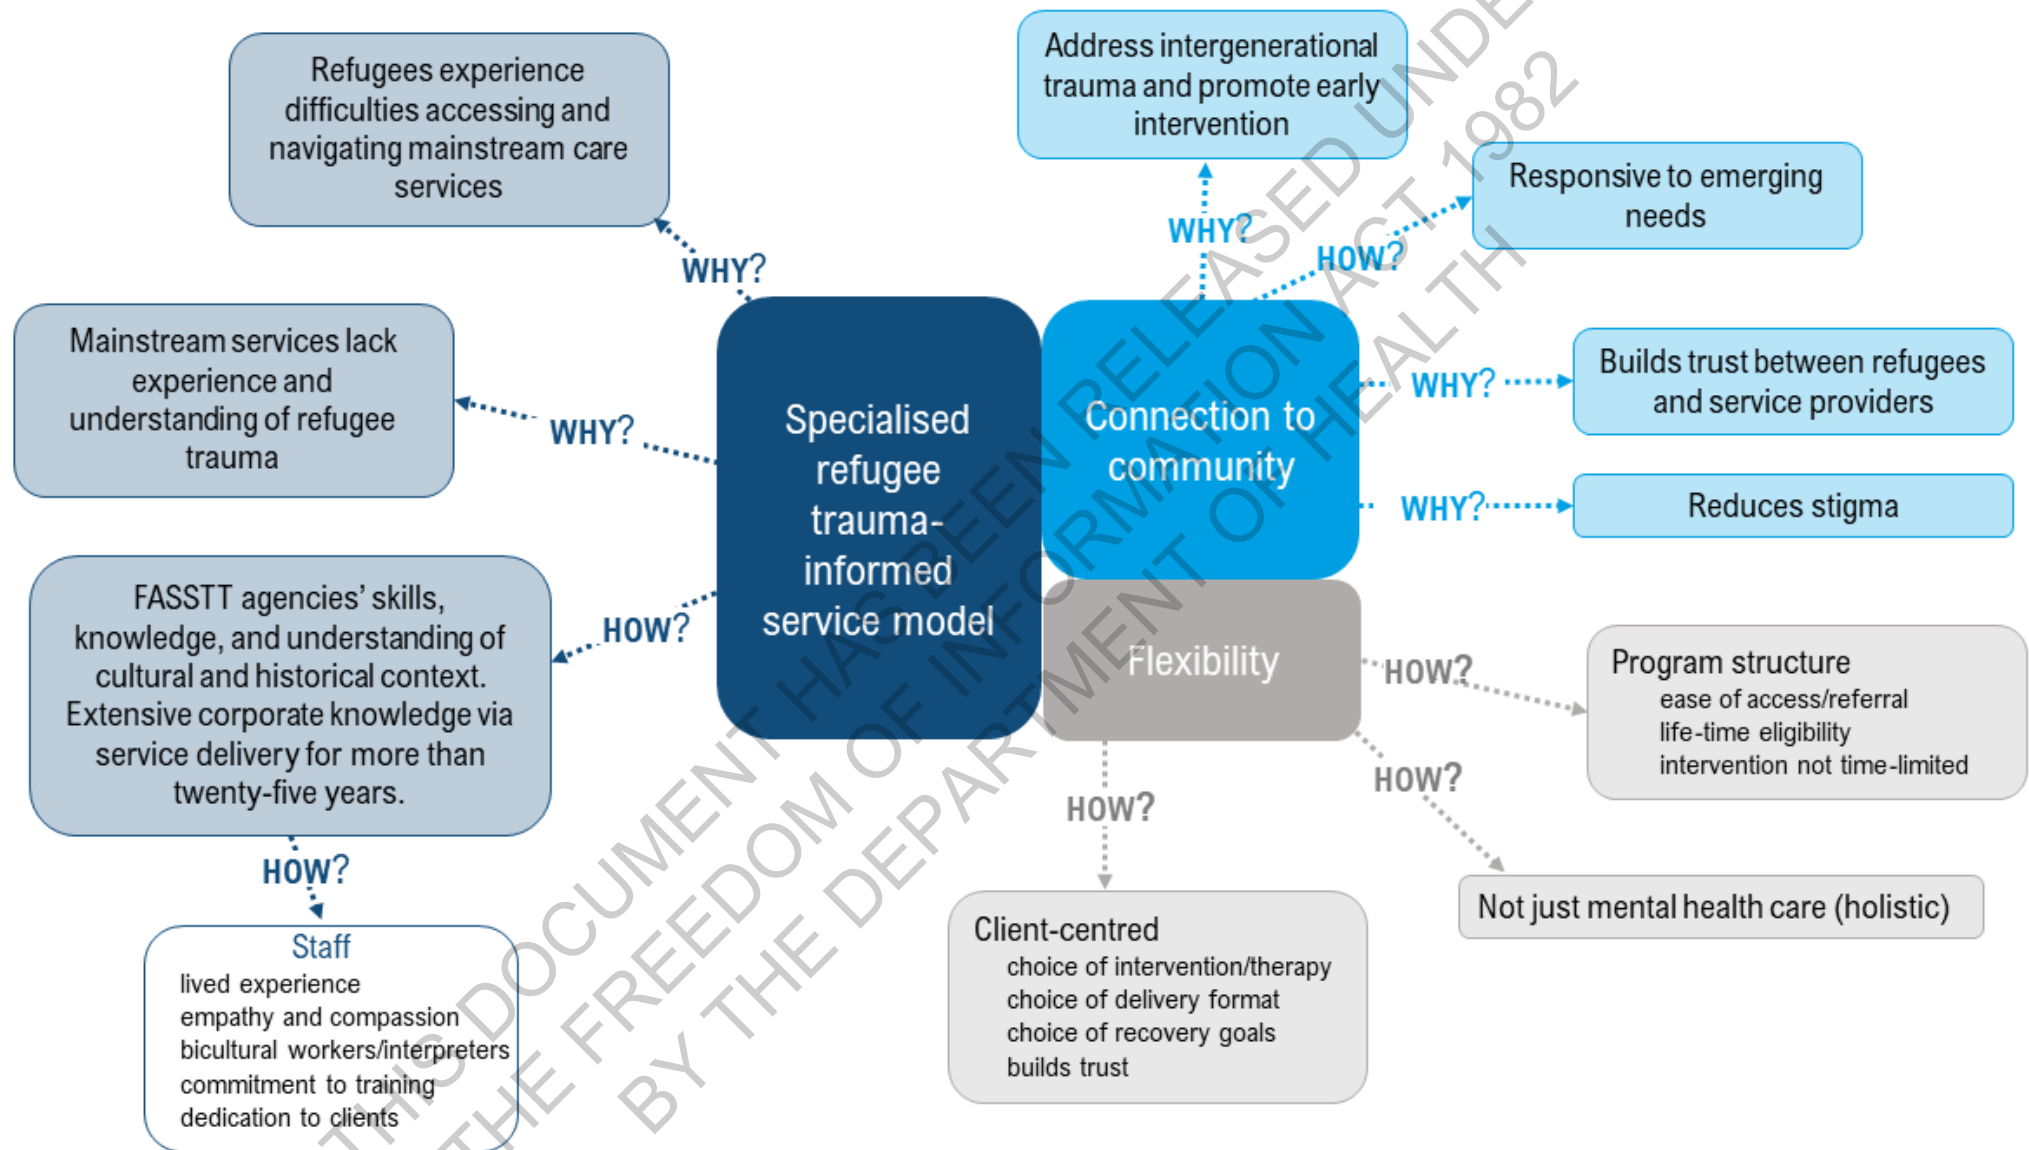 Refugees experience
difficulties accessing and
navigating mainstream care
services
WHY?
Mainstream services lack
experience and
understanding of refugee
trauma
WHY?
FASSTT agencies’ skills,
knowledge, and understanding of
cultural and historical context.
Extensive corporate knowledge via
service delivery for more than
twenty-five years.
HOW?
HOW?
Staff
lived experience
empathy and compassion
bicultural workers/interpreters
commitment to training
dedication to clients
Specialised
refugee
trauma-
informed
service model
Connection to
community
Flexibility
Address intergenerational
trauma and promote early
intervention
WHY?
Responsive to emerging
needs
HOW?
WHY?
Builds trust between refugees
and service providers
WHY?
Reduces stigma
HOW?
Program structure
ease of access/referral
life-time eligibility
intervention not time-limited
HOW?
Not just mental health care (holistic)
HOW?
Client-centred
choice of intervention/therapy
choice of delivery format
choice of recovery goals
builds trust
THIS DOCUMENT HAS BEEN RELEASED UNDE
THE FREEDOM OF INFORMATION ACT 1982
BY THE DEPARTMENT OF HEALTH